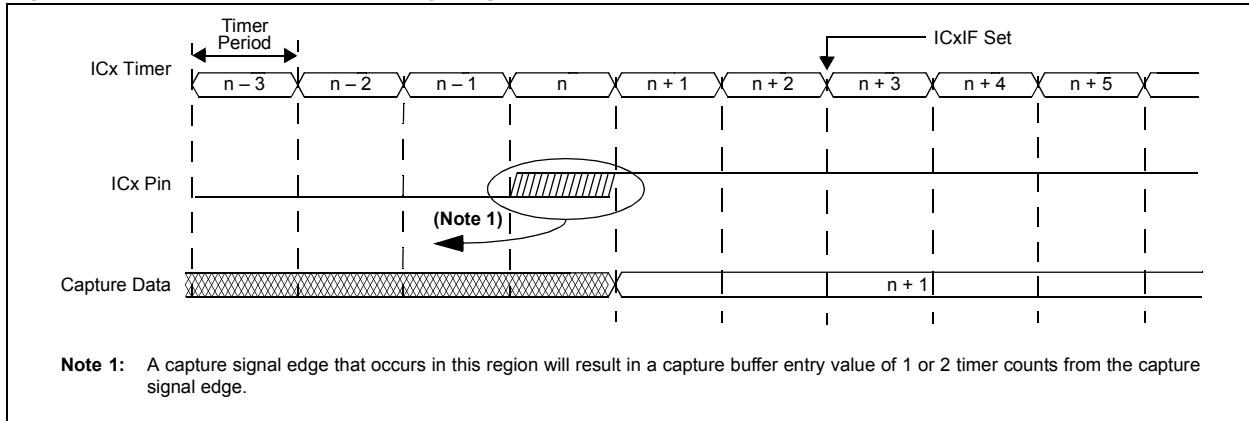 Timer
Period
ICxIF Set
ICx Timer
n – 3 n – 2 n – 1 n n + 1 n + 2 n + 3 n + 4 n + 5
ICx Pin
(Note 1)
Capture Data
n + 1
Note 1: A capture signal edge that occurs in this region will result in a capture buffer entry value of 1 or 2 timer counts from the capture
signal edge.